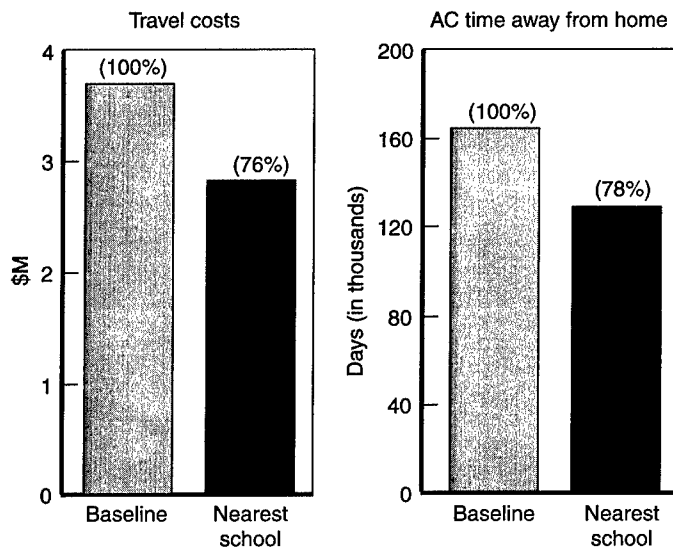 Travel costs
4
3
2
1
0
$M
(100%)
(76%)
Baseline
Nearest
school
AC time away from home
200
160
120
80
40
0
Days (in thousands)
(100%)
(78%)
Baseline
Nearest
school